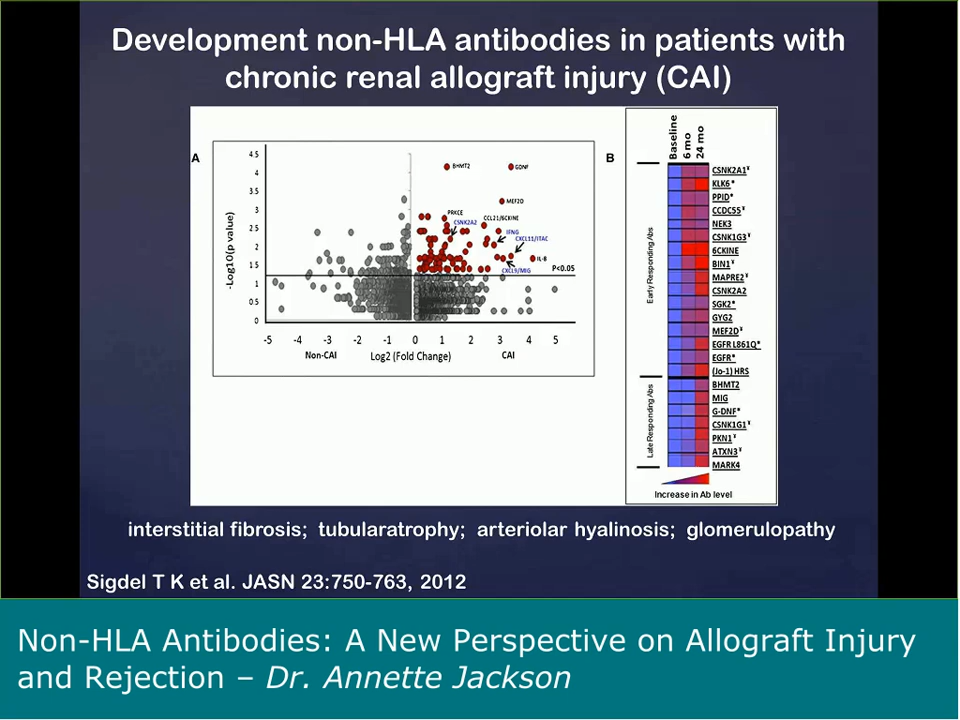 Development non-HLA antibodies in patients with
chronic renal allograft injury (CAI)
A
-Log10(p value)
4.5
4
3.5
3
2.5
2
1.5
1
0.5
0
BHMT2
GDNF
MEF2D
PRKCE
CSNK2A2
CCL21/6CKINE
IFNG
CXCL11/ITAC
IL-8
CXCL9/MIG
P<0.05
-5 -4 -3 -2 -1 0 1 2 3 4 5
Non-CAI Log2 (Fold Change) CAI
B
Baseline
6 mo
24 mo
Early Responding Abs
CSNK2A1¥
KLK6*
PPID*
CCDC55¥
NEK3
CSNK1G3¥
6CKINE
BIN1¥
MAPRE2¥
CSNK2A2
SGK2*
GYG2
MEF2D¥
EGFR L861Q*
EGFR*
(Jo-1) HRS
Late Responding Abs
BHMT2
MIG
G-DNF*
CSNK1G1¥
PKN1¥
ATXN3¥
MARK4
Increase in Ab level
interstitial fibrosis; tubularatrophy; arteriolar hyalinosis; glomerulopathy
Sigdel T K et al. JASN 23:750-763, 2012
Non-HLA Antibodies: A New Perspective on Allograft Injury
and Rejection – Dr. Annette Jackson